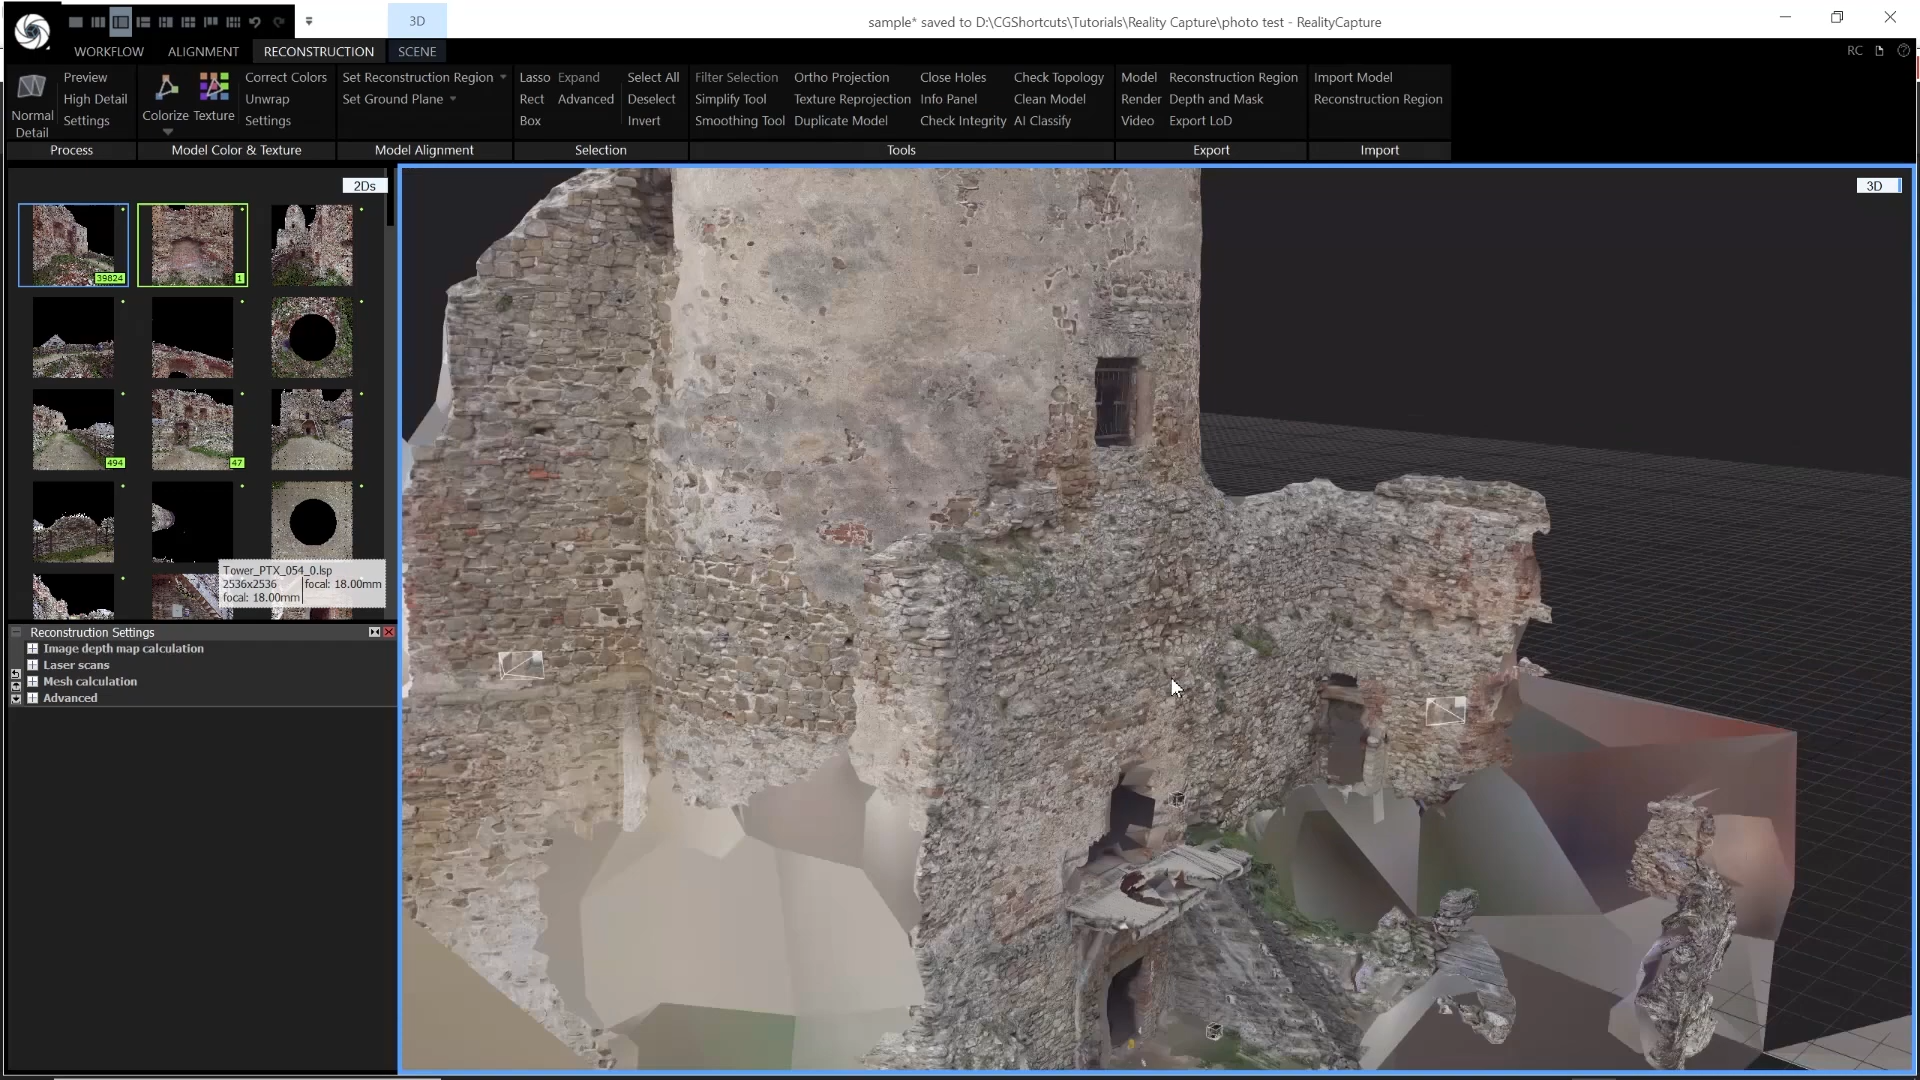 3D
sample* saved to D:\CGShortcuts\Tutorials\Reality Capture\photo test - RealityCapture
WORKFLOW ALIGNMENT RECONSTRUCTION SCENE
RC
Normal Detail
Preview
High Detail
Settings
Process
Colorize
Texture
Correct Colors
Unwrap
Settings
Model Color & Texture
Set Reconstruction Region
Set Ground Plane
Model Alignment
Lasso Expand Select All
Rect Advanced Deselect
Box Invert
Selection
Filter Selection Ortho Projection Close Holes Check Topology
Simplify Tool Texture Reprojection Info Panel Clean Model
Smoothing Tool Duplicate Model Check Integrity AI Classify
Tools
Model Reconstruction Region
Render Depth and Mask
Video Export LoD
Export
Import Model
Reconstruction Region
Import
2Ds
3D
39824
1
494
47
Tower_PTX_054_0.lsp
2536x2536 focal: 18.00mm
focal: 18.00mm
Reconstruction Settings
Image depth map calculation
Laser scans
Mesh calculation
Advanced